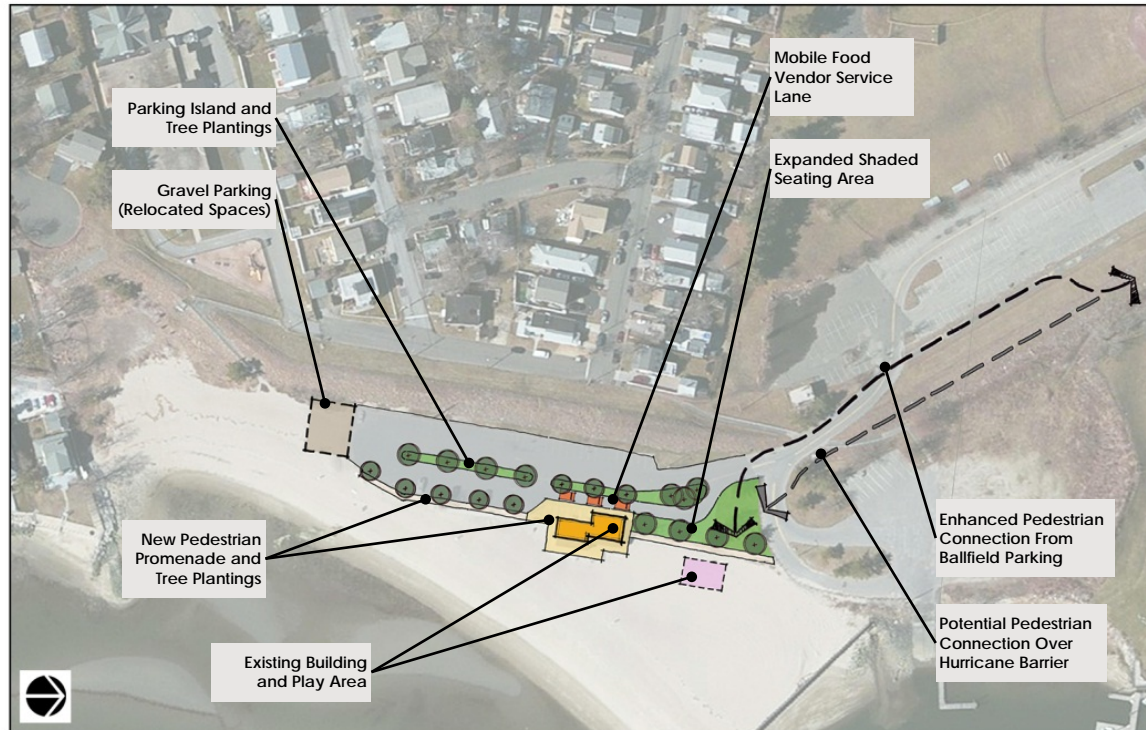 Mobile Food
Vendor Service
Lane
Parking Island and
Tree Plantings
Expanded Shaded
Seating Area
Gravel Parking
(Relocated Spaces)
New Pedestrian
Promenade and
Tree Plantings
Enhanced Pedestrian
Connection From
Ballfield Parking
Existing Building
and Play Area
Potential Pedestrian
Connection Over
Hurricane Barrier